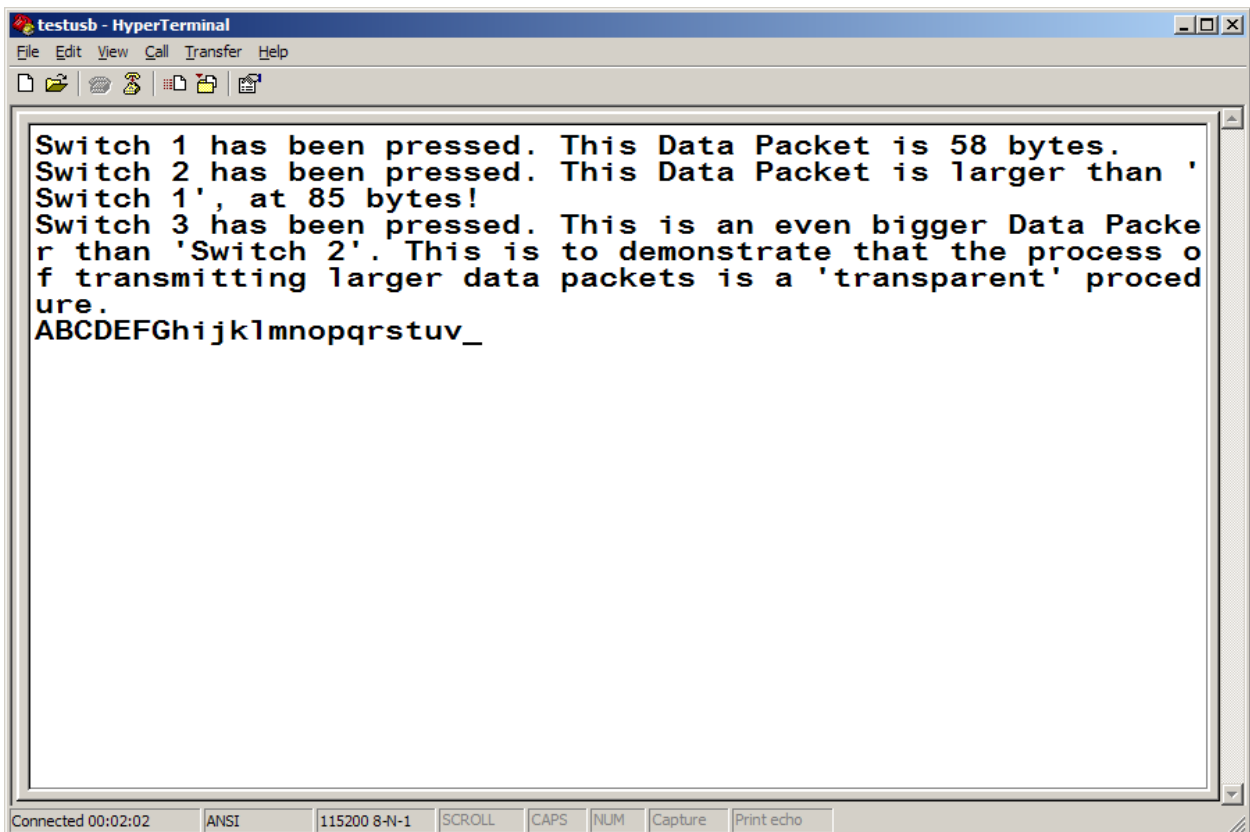 testusb - HyperTerminal
File Edit View Call Transfer Help
Switch 1 has been pressed. This Data Packet is 58 bytes.
Switch 2 has been pressed. This Data Packet is larger than '
Switch 1', at 85 bytes!
Switch 3 has been pressed. This is an even bigger Data Packe
r than 'Switch 2'. This is to demonstrate that the process o
f transmitting larger data packets is a 'transparent' proced
ure.
ABCDEFGhijklmnopqrstuv_
Connected 00:02:02 ANSI 115200 8-N-1 SCROLL CAPS NUM Capture Print echo